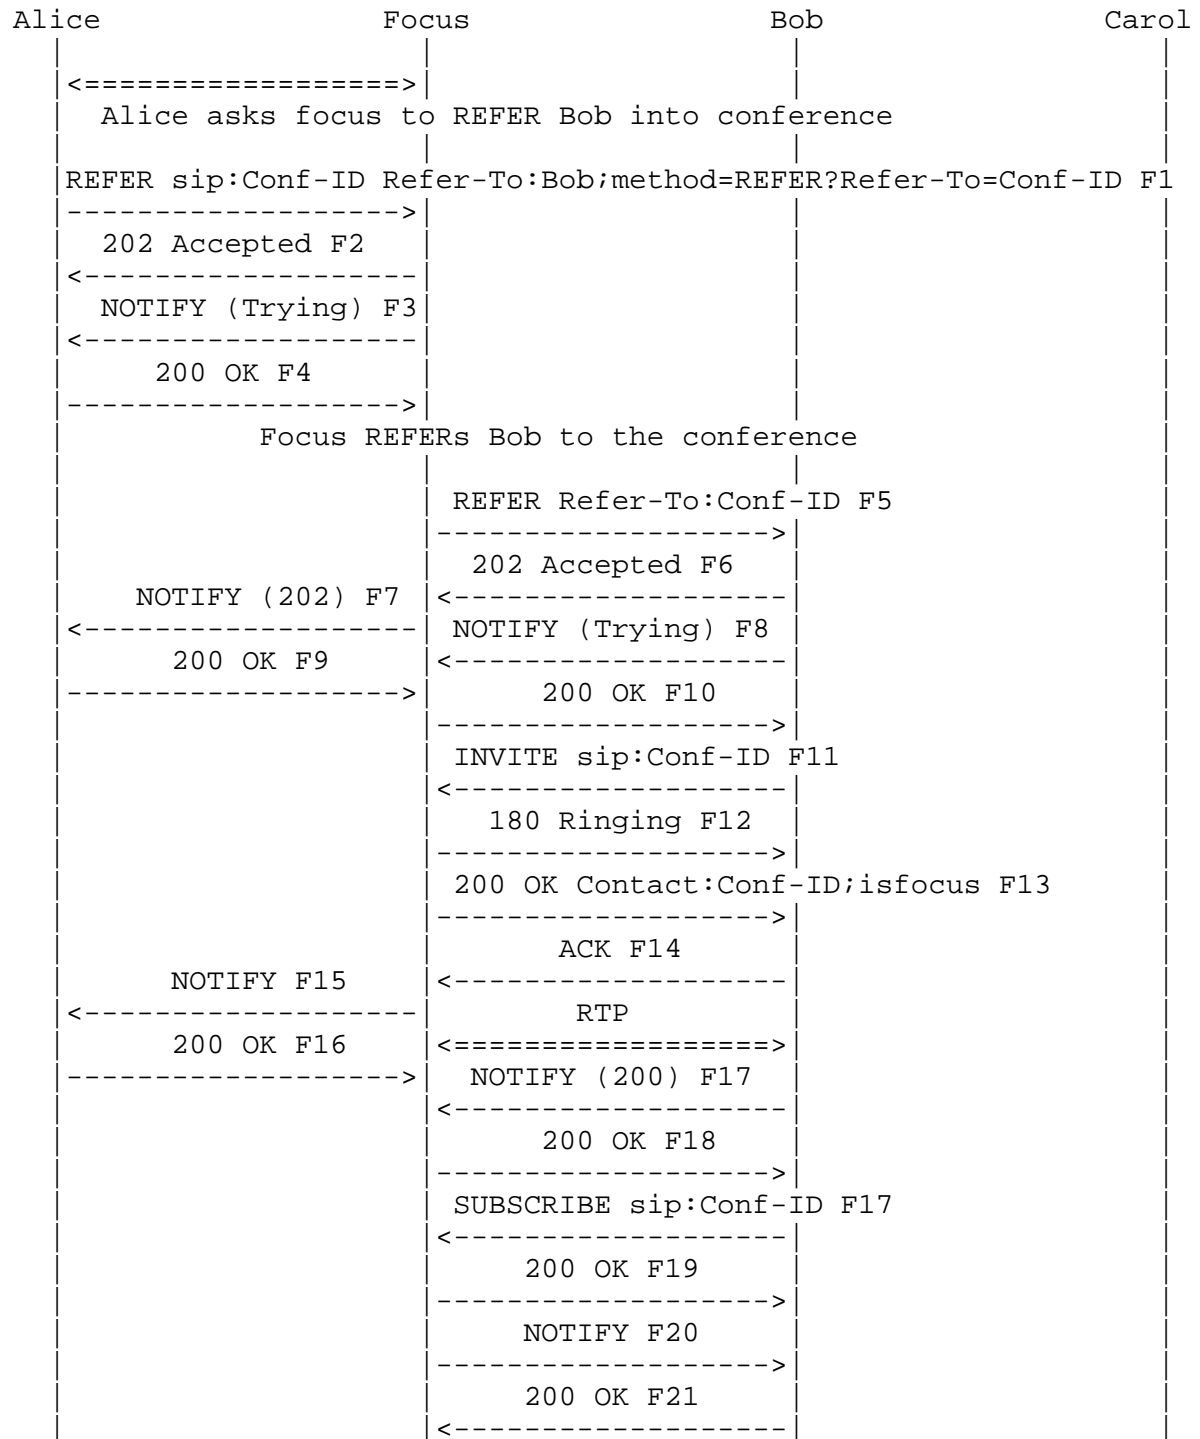 Alice Focus Bob Carol
Alice asks focus to REFER Bob into conference
REFER sip:Conf-ID Refer-To:Bob;method=REFER?Refer-To=Conf-ID F1
202 Accepted F2
NOTIFY (Trying) F3
200 OK F4
Focus REFERs Bob to the conference
REFER Refer-To:Conf-ID F5
202 Accepted F6
NOTIFY (202) F7
NOTIFY (Trying) F8
200 OK F9
200 OK F10
INVITE sip:Conf-ID F11
180 Ringing F12
200 OK Contact:Conf-ID;isfocus F13
ACK F14
NOTIFY F15
RTP
200 OK F16
NOTIFY (200) F17
200 OK F18
SUBSCRIBE sip:Conf-ID F17
200 OK F19
NOTIFY F20
200 OK F21